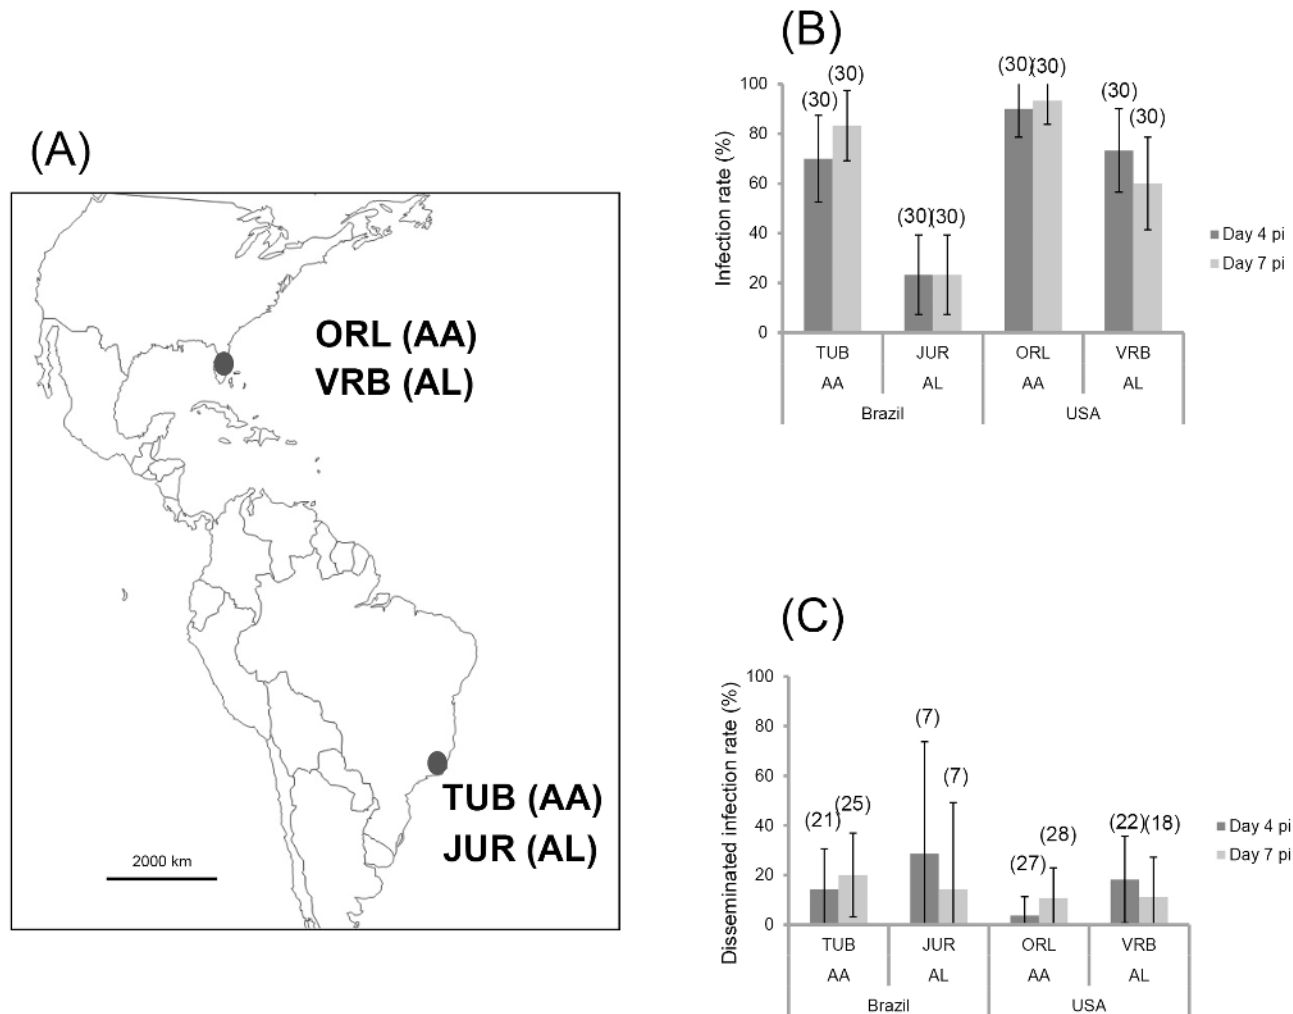 (A)
ORL (AA)
VRB (AL)
TUB (AA)
JUR (AL)
2000 km
(B)
Infection rate (%)
100
80
60
40
20
0
(30)
(30)
(30)
(30)
(30)
(30)
(30)
(30)
Day 4 pi
Day 7 pi
TUB JUR ORL VRB
AA AL AA AL
Brazil USA
(C)
Disseminated infection rate (%)
100
80
60
40
20
0
(21)
(25)
(7)
(7)
(27)
(28)
(22)
(18)
Day 4 pi
Day 7 pi
TUB JUR ORL VRB
AA AL AA AL
Brazil USA